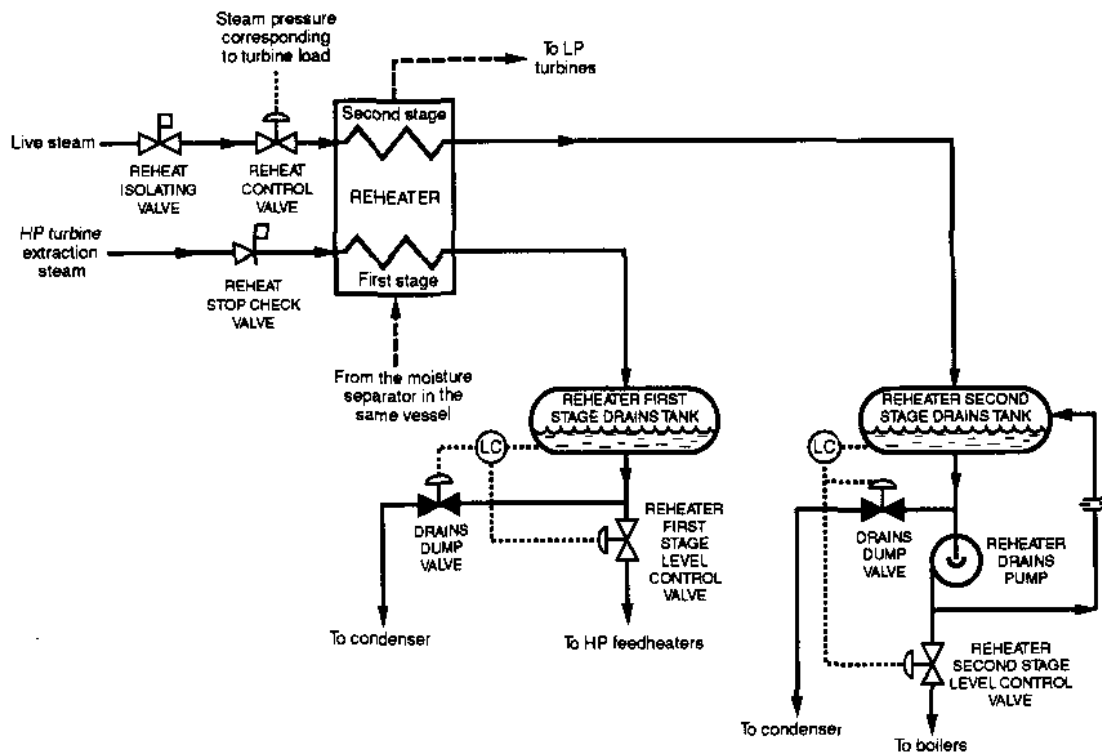 Steam pressure
corresponding
to turbine load
To LP
turbines
Second stage
Live steam
REHEAT
ISOLATING
VALVE
REHEAT
CONTROL
VALVE
REHEATER
HP turbine
extraction
steam
First stage
REHEAT
STOP CHECK
VALVE
From the moisture
separator in the
same vessel
REHEATER FIRST
STAGE DRAINS TANK
LC
DRAINS
DUMP
VALVE
REHEATER
FIRST
STAGE
LEVEL
CONTROL
VALVE
To condenser
To HP feedheaters
REHEATER SECOND
STAGE DRAINS TANK
LC
DRAINS
DUMP
VALVE
REHEATER
DRAINS
PUMP
REHEATER
SECOND STAGE
LEVEL CONTROL
VALVE
To condenser
To boilers